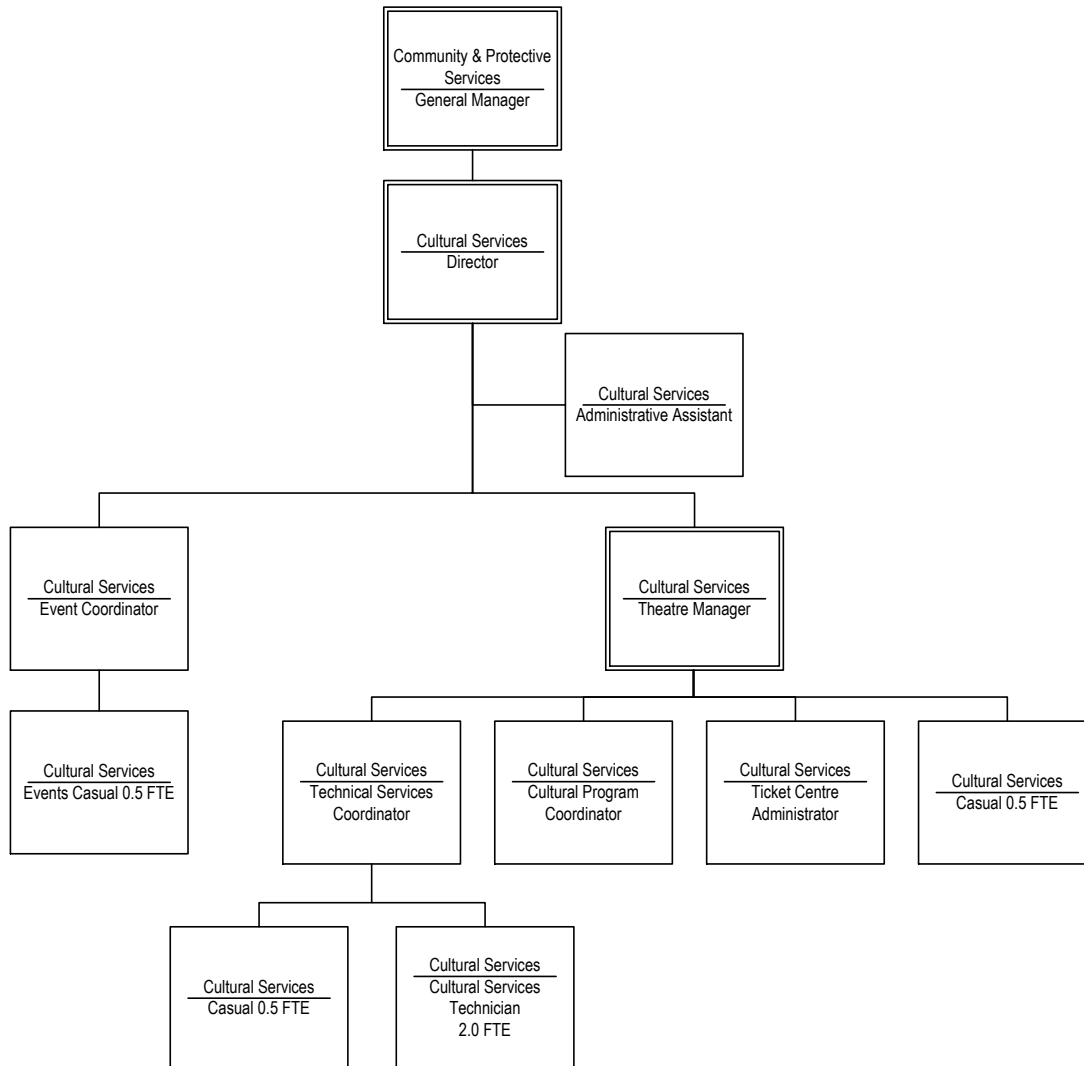 Community & Protective
Services
General Manager
Cultural Services
Director
Cultural Services
Administrative Assistant
Cultural Services
Event Coordinator
Cultural Services
Theatre Manager
Cultural Services
Events Casual 0.5 FTE
Cultural Services
Technical Services
Coordinator
Cultural Services
Cultural Program
Coordinator
Cultural Services
Ticket Centre
Administrator
Cultural Services
Casual 0.5 FTE
Cultural Services
Casual 0.5 FTE
Cultural Services
Cultural Services
Technician
2.0 FTE